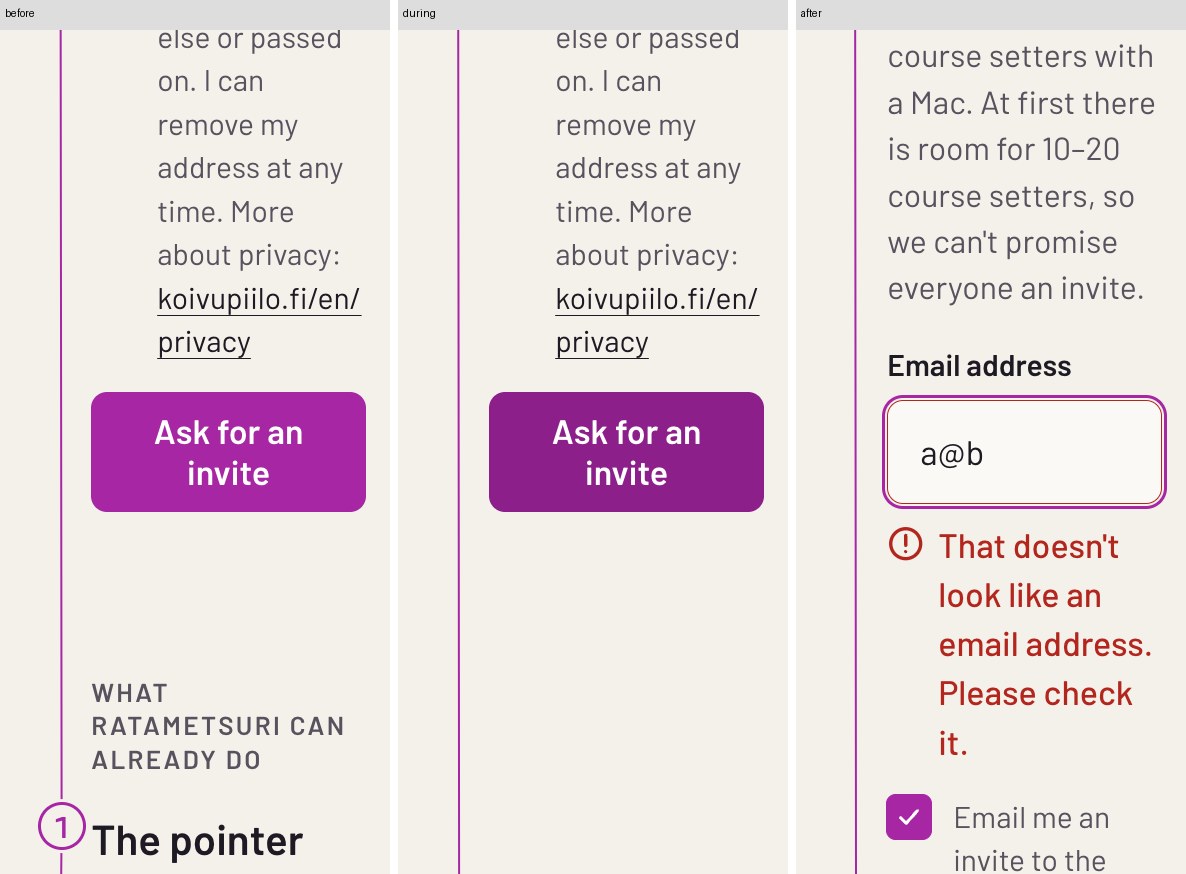 before
else or passed
on. I can
remove my
address at any
time. More
about privacy:
koivupiilo.fi/en/
privacy
Ask for an
invite
WHAT
RATAMETSURI CAN
ALREADY DO
1
The pointer
during
else or passed
on. I can
remove my
address at any
time. More
about privacy:
koivupiilo.fi/en/
privacy
Ask for an
invite
after
course setters with
a Mac. At first there
is room for 10–20
course setters, so
we can't promise
everyone an invite.
Email address
a@b
That doesn't
look like an
email address.
Please check
it.
Email me an
invite to the